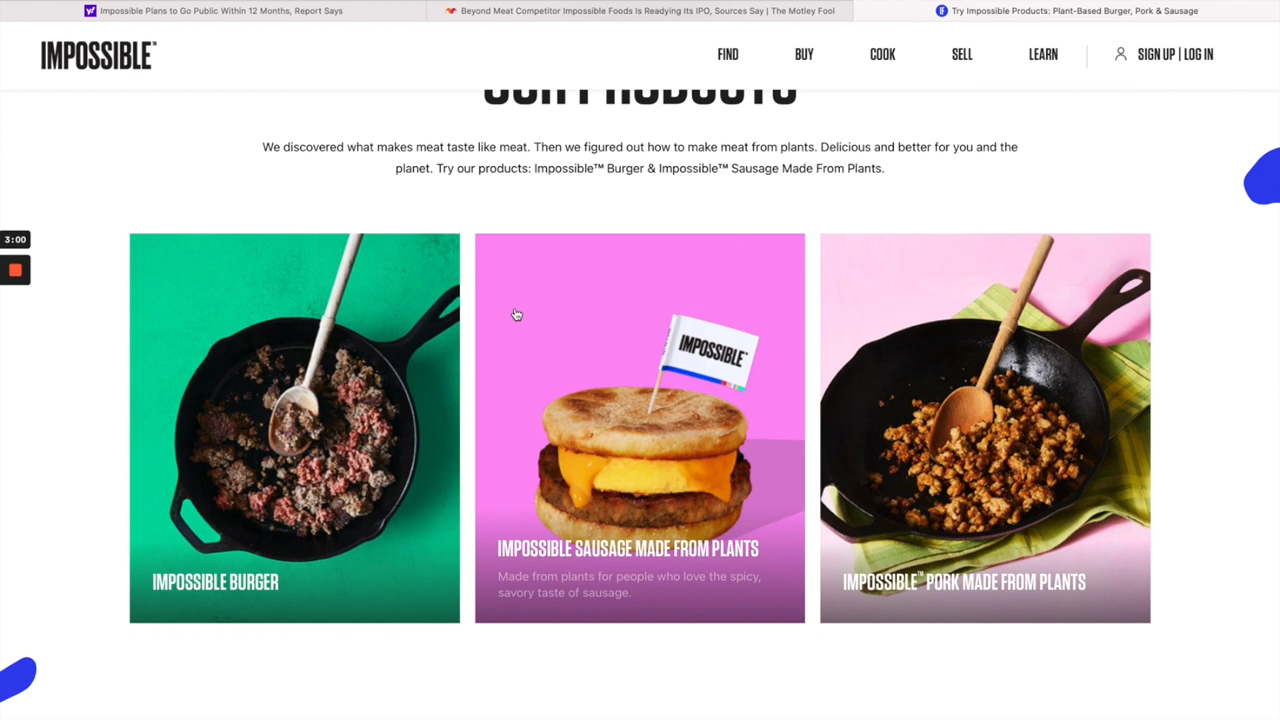 Impossible Plans to Go Public Within 12 Months, Report Says
Beyond Meat Competitor Impossible Foods Is Readying Its IPO, Sources Say | The Motley Fool
Try Impossible Products: Plant-Based Burger, Pork & Sausage
IMPOSSIBLE™
FIND
BUY
COOK
SELL
LEARN
SIGN UP | LOG IN
OUR PRODUCTS
We discovered what makes meat taste like meat. Then we figured out how to make meat from plants. Delicious and better for you and the
planet. Try our products: Impossible™ Burger & Impossible™ Sausage Made From Plants.
3:00
IMPOSSIBLE™
IMPOSSIBLE BURGER
IMPOSSIBLE SAUSAGE MADE FROM PLANTS
Made from plants for people who love the spicy,
savory taste of sausage.
IMPOSSIBLE™ PORK MADE FROM PLANTS